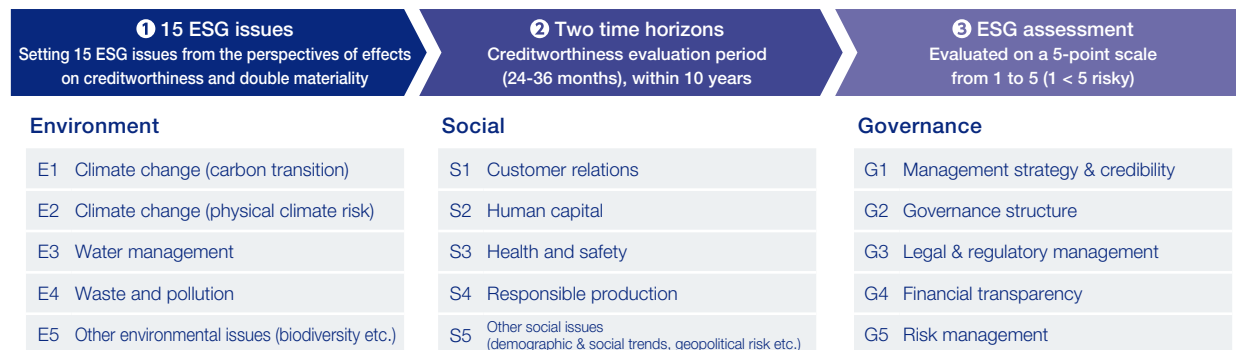 ❶ 15 ESG issues
Setting 15 ESG issues from the perspectives of effects
on creditworthiness and double materiality
❷ Two time horizons
Creditworthiness evaluation period
(24-36 months), within 10 years
❸ ESG assessment
Evaluated on a 5-point scale
from 1 to 5 (1 < 5 risky)
Environment
E1 Climate change (carbon transition)
E2 Climate change (physical climate risk)
E3 Water management
E4 Waste and pollution
E5 Other environmental issues (biodiversity etc.)
Social
S1 Customer relations
S2 Human capital
S3 Health and safety
S4 Responsible production
S5 Other social issues
(demographic & social trends, geopolitical risk etc.)
Governance
G1 Management strategy & credibility
G2 Governance structure
G3 Legal & regulatory management
G4 Financial transparency
G5 Risk management